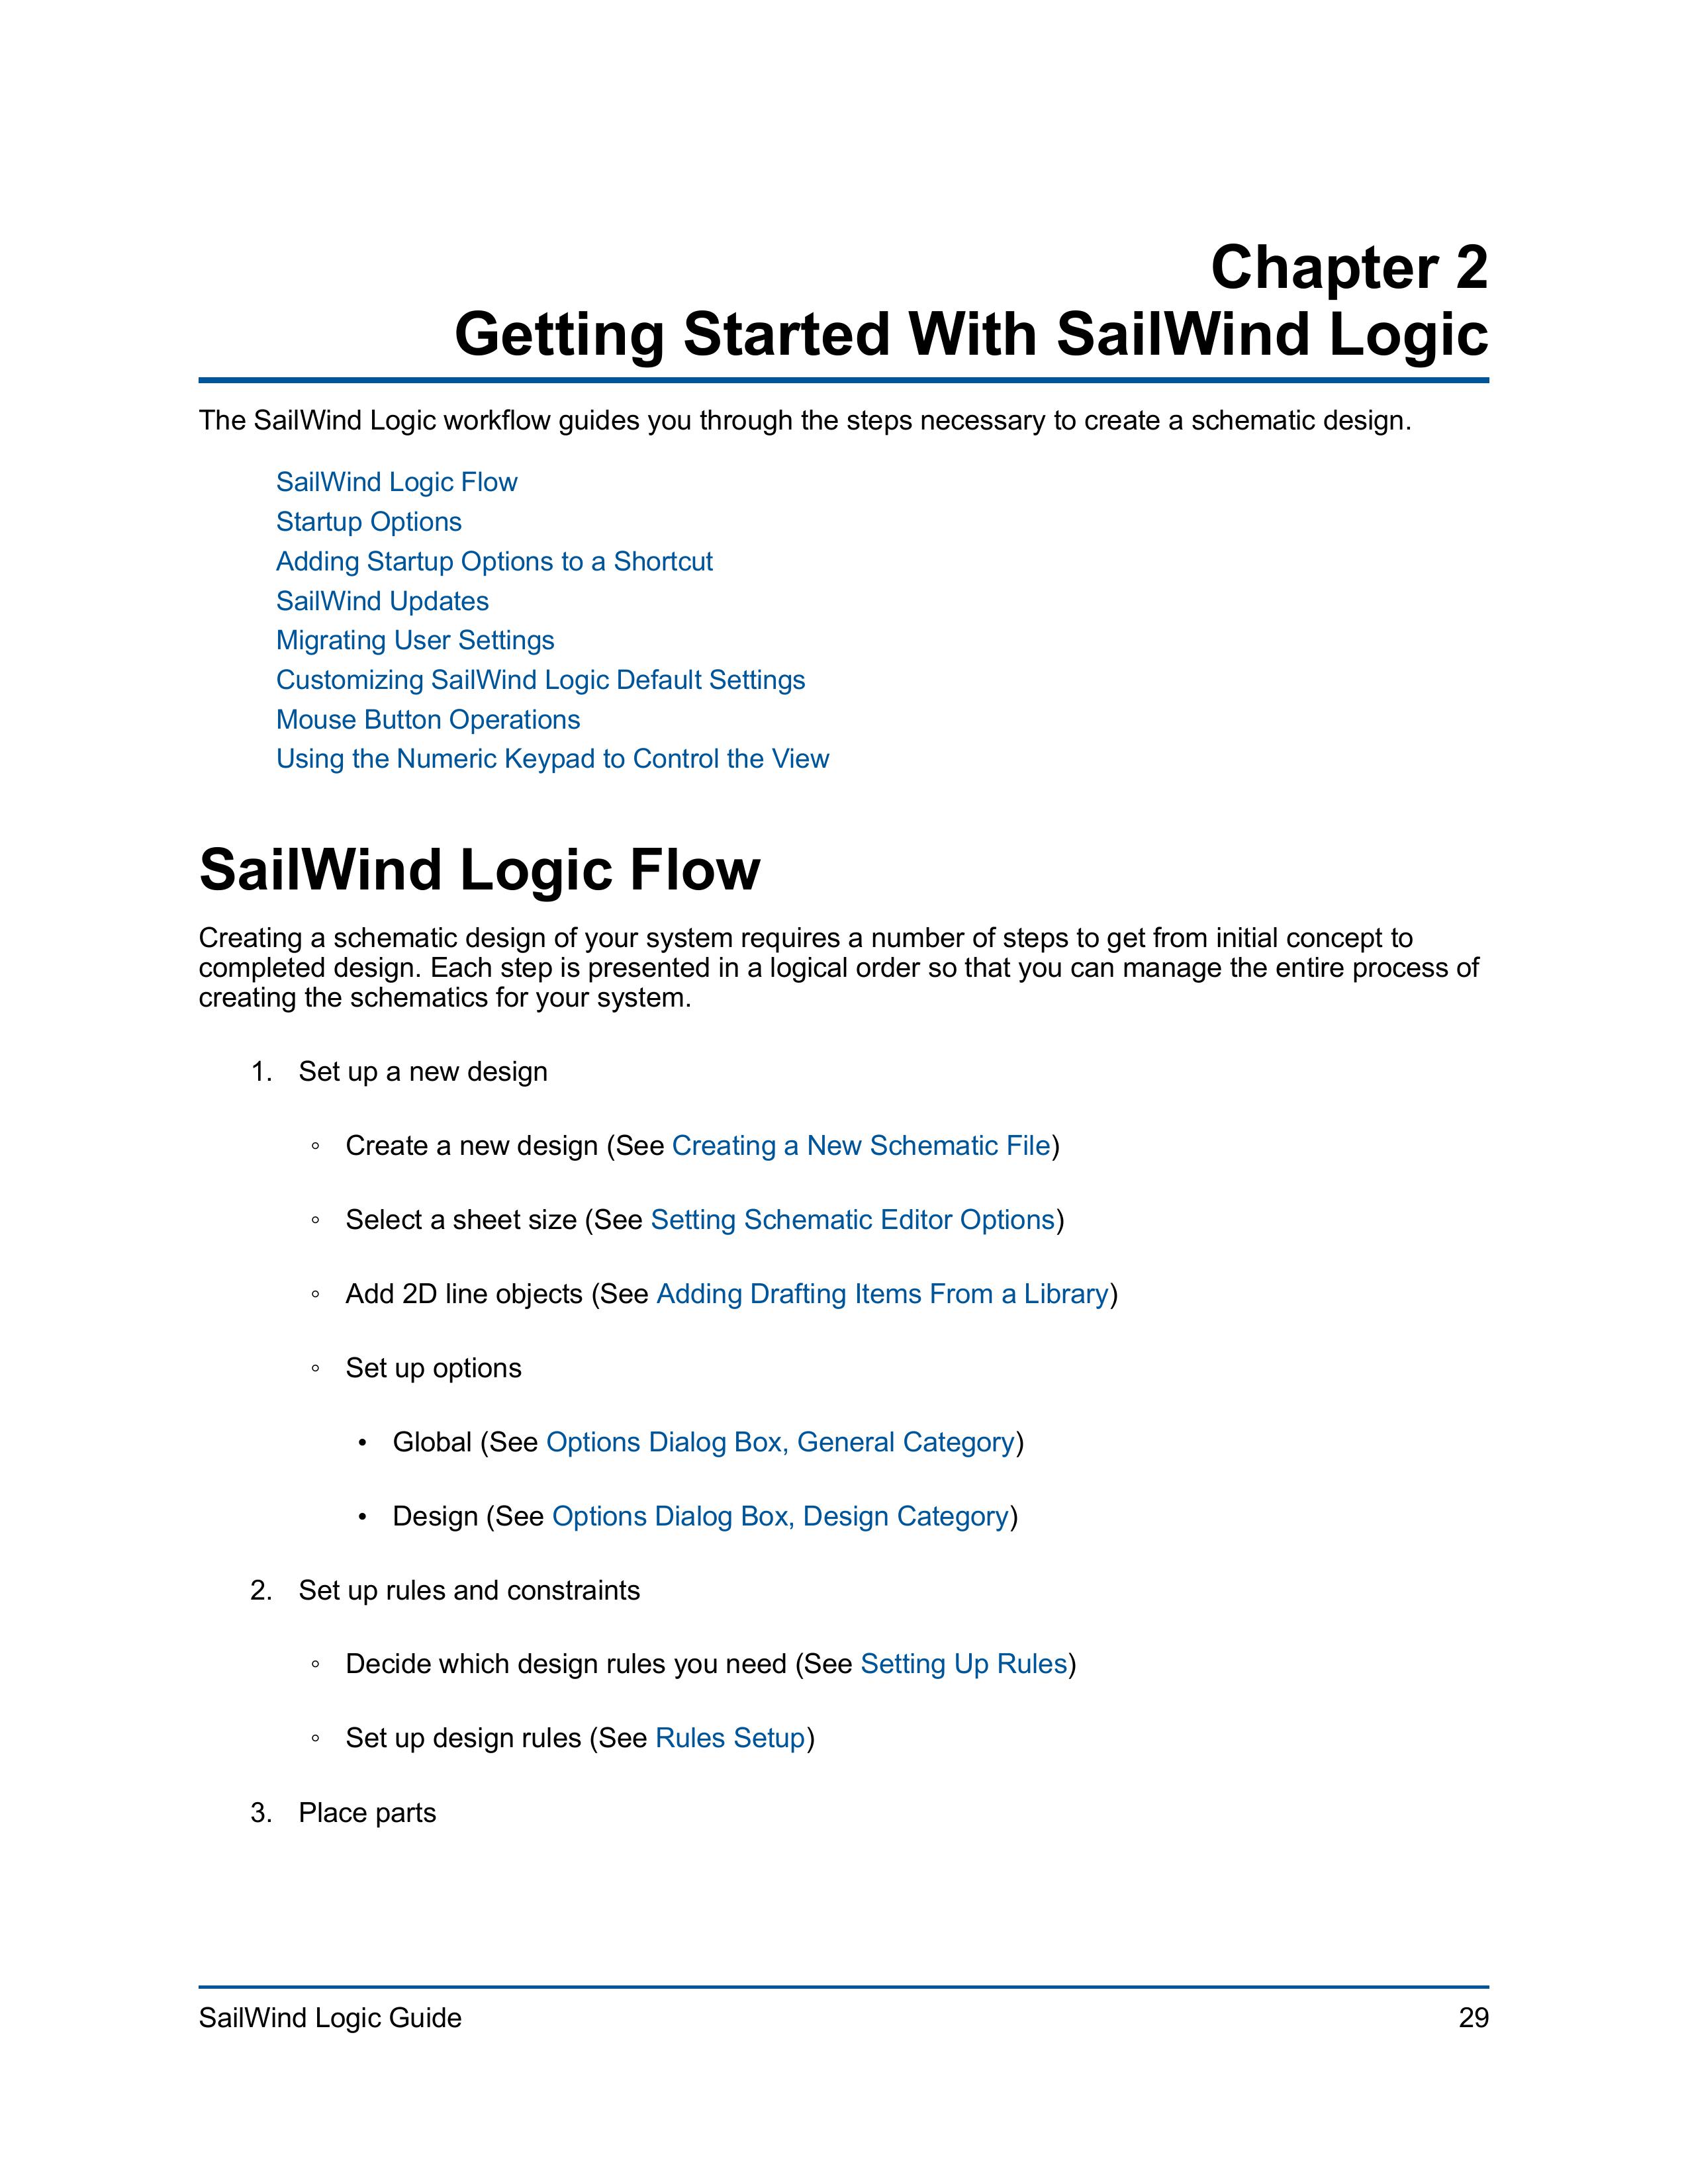 Chapter 2
Getting Started With SailWind Logic
The SailWind Logic workflow guides you through the steps necessary to create a schematic design.
SailWind Logic Flow
Startup Options
Adding Startup Options to a Shortcut
SailWind Updates
Migrating User Settings
Customizing SailWind Logic Default Settings
Mouse Button Operations
Using the Numeric Keypad to Control the View
SailWind Logic Flow
Creating a schematic design of your system requires a number of steps to get from initial concept to
completed design. Each step is presented in a logical order so that you can manage the entire process of
creating the schematics for your system.
1. Set up a new design
◦ Create a new design (See Creating a New Schematic File)
◦ Select a sheet size (See Setting Schematic Editor Options)
◦ Add 2D line objects (See Adding Drafting Items From a Library)
◦ Set up options
• Global (See Options Dialog Box, General Category)
• Design (See Options Dialog Box, Design Category)
2. Set up rules and constraints
◦ Decide which design rules you need (See Setting Up Rules)
◦ Set up design rules (See Rules Setup)
3. Place parts
SailWind Logic Guide 29